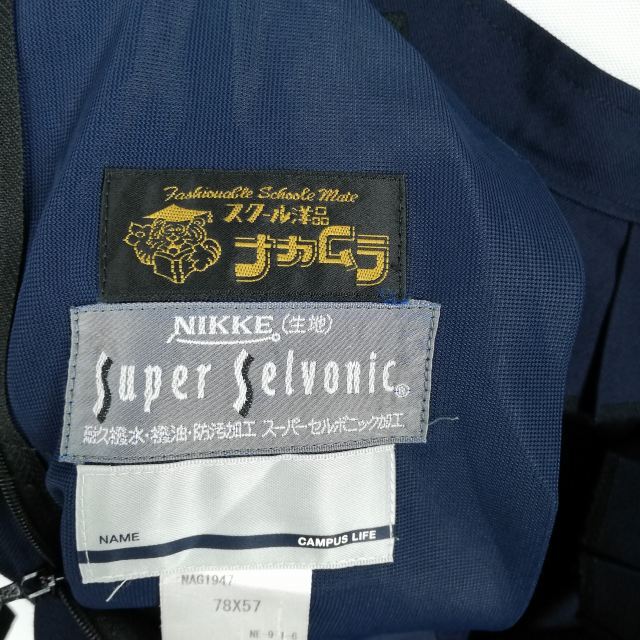 Fashionable Schoole Mate
スクール洋品
ナカムラ
NIKKE (生地)
Super Selvonic®
耐久撥水・撥油・防汚加工 スーパーセルボニック加工
NAME
CAMPUS LIFE
NAG1947
78X57